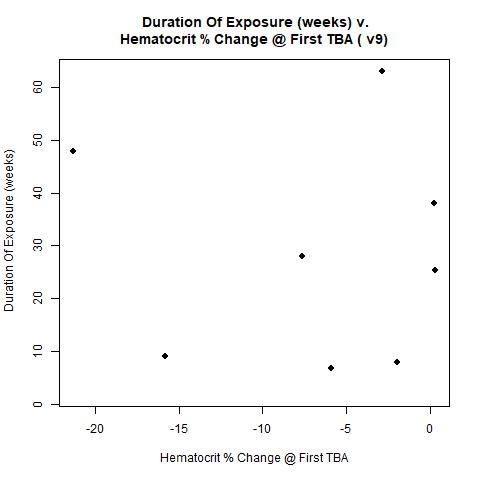 Duration Of Exposure (weeks) v.
Hematocrit % Change @ First TBA ( v9)
Duration Of Exposure (weeks)
60
50
40
30
20
10
0
-20 -15 -10 -5 0
Hematocrit % Change @ First TBA